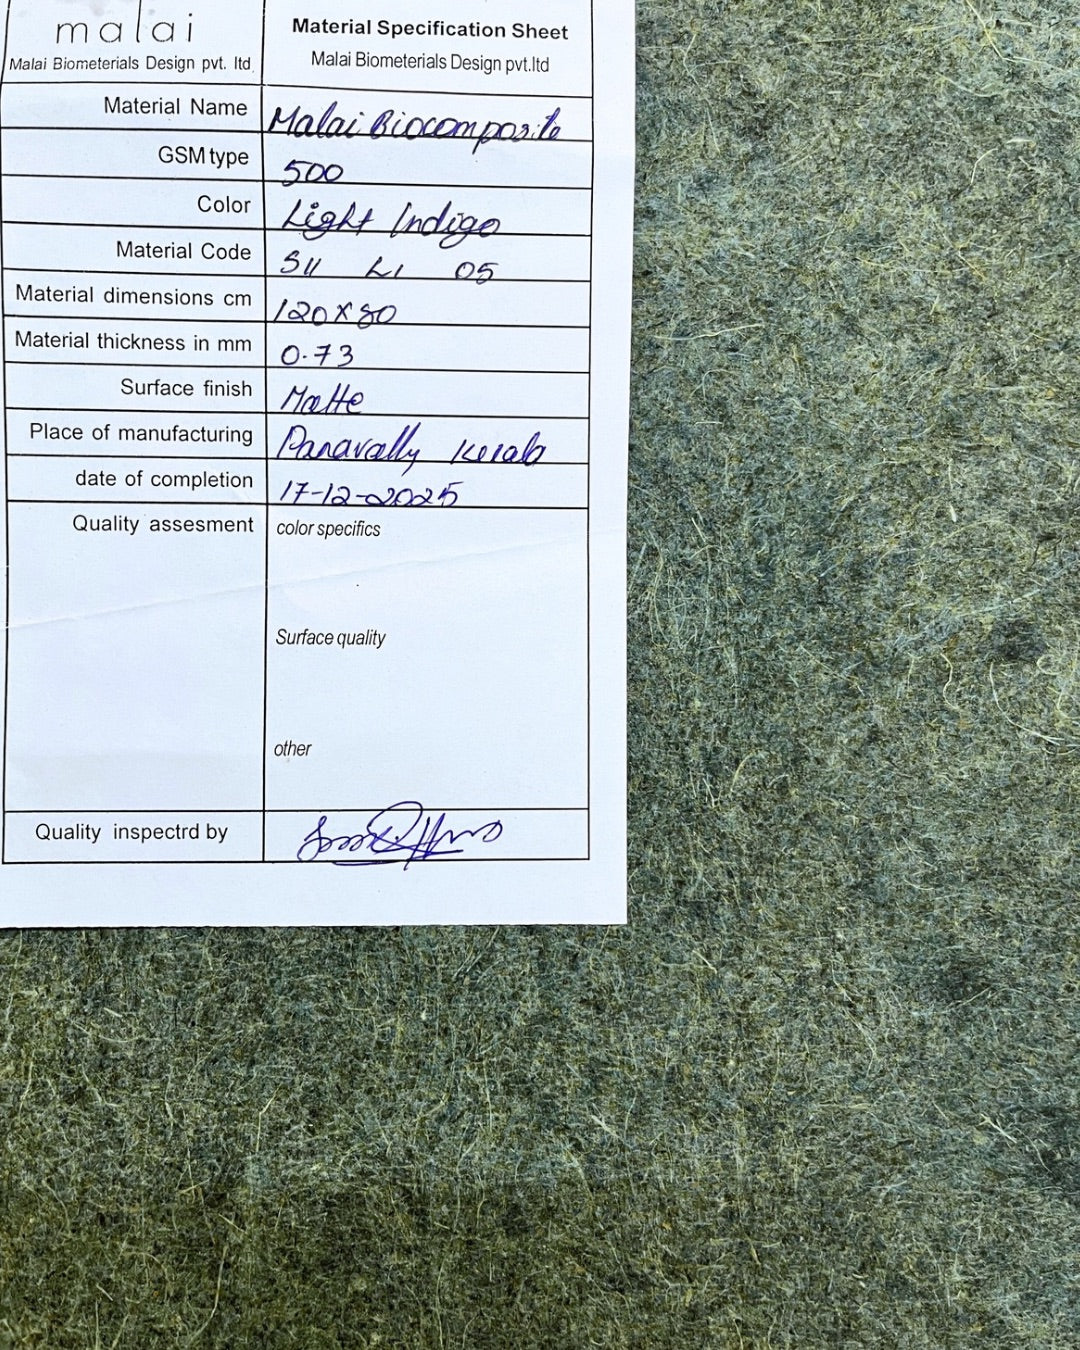 malai
Malai Biometerials Design pvt. ltd
Material Specification Sheet
Malai Biometerials Design pvt.ltd
Material Name Malai Biocomposite
GSM type 500
Color Light Indigo
Material Code S11 LI 05
Material dimensions cm 120 X 80
Material thickness in mm 0.73
Surface finish Matte
Place of manufacturing Panavally Kerala
date of completion 17-12-2025
Quality assesment color specifics
Surface quality
other
Quality inspectrd by